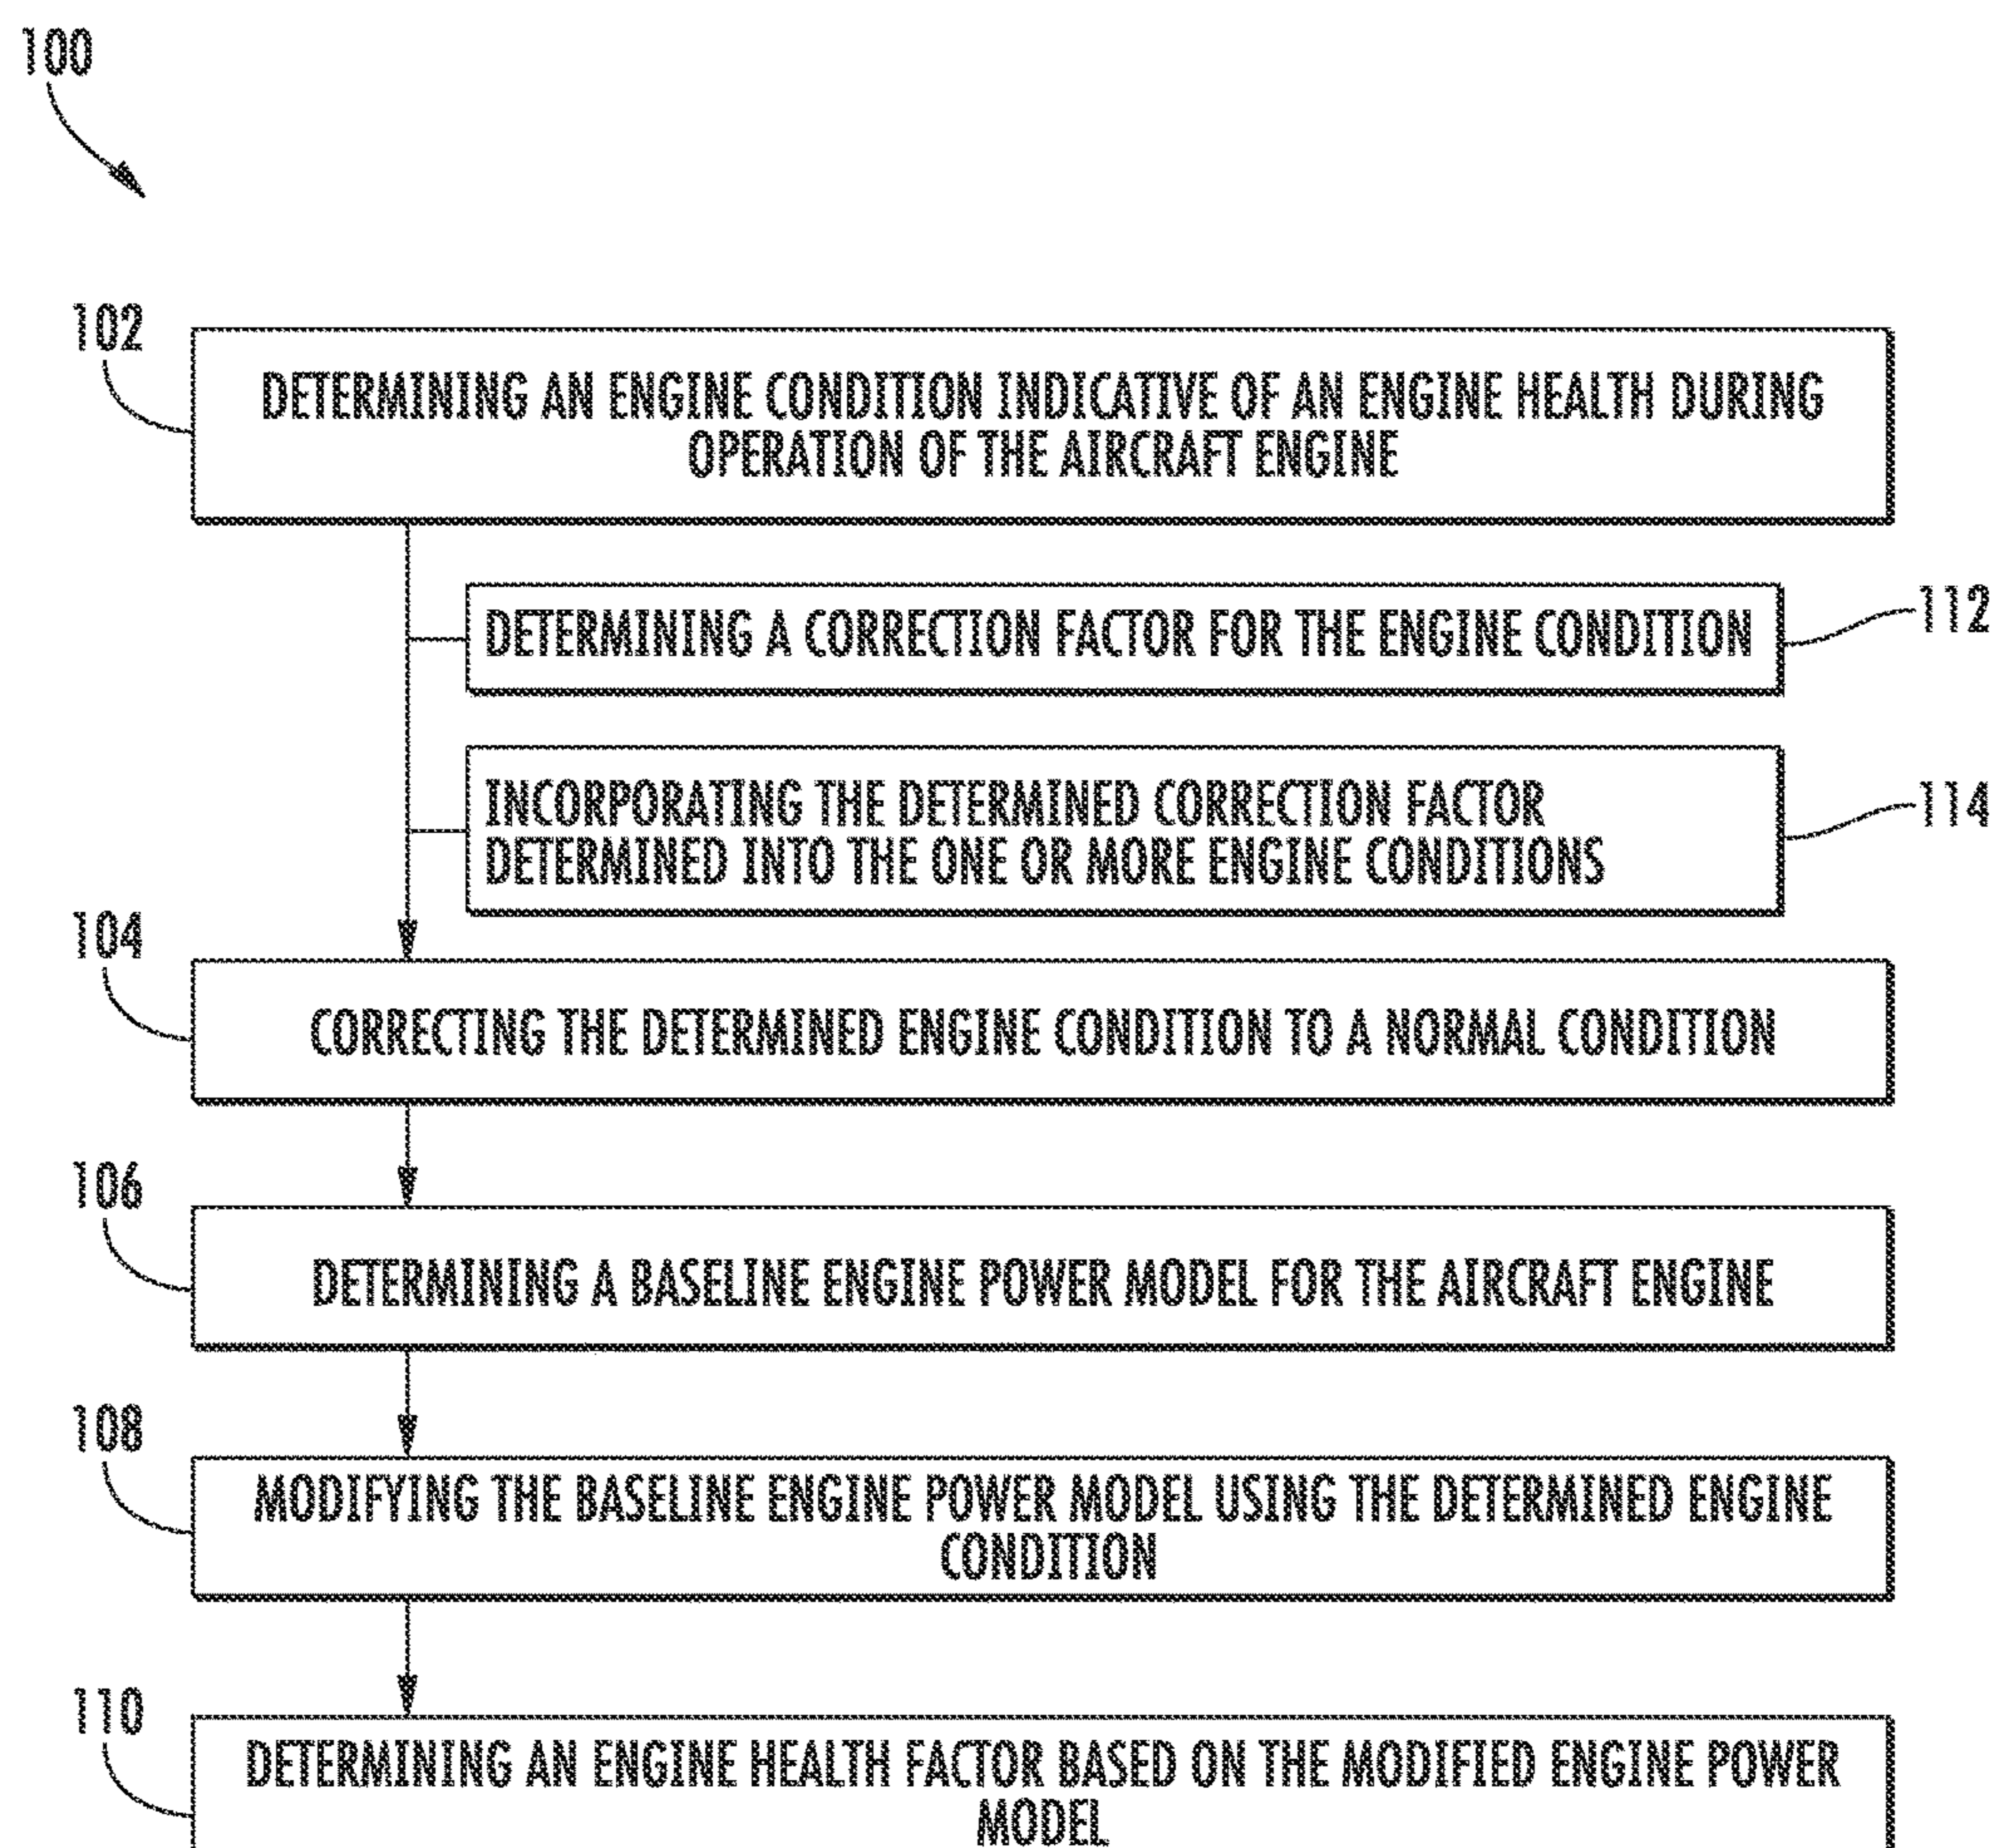 100
102
DETERMINING AN ENGINE CONDITION INDICATIVE OF AN ENGINE HEALTH DURING
OPERATION OF THE AIRCRAFT ENGINE
DETERMINING A CORRECTION FACTOR FOR THE ENGINE CONDITION
112
INCORPORATING THE DETERMINED CORRECTION FACTOR
DETERMINED INTO THE ONE OR MORE ENGINE CONDITIONS
114
104
CORRECTING THE DETERMINED ENGINE CONDITION TO A NORMAL CONDITION
106
DETERMINING A BASELINE ENGINE POWER MODEL FOR THE AIRCRAFT ENGINE
108
MODIFYING THE BASELINE ENGINE POWER MODEL USING THE DETERMINED ENGINE
CONDITION
110
DETERMINING AN ENGINE HEALTH FACTOR BASED ON THE MODIFIED ENGINE POWER
MODEL